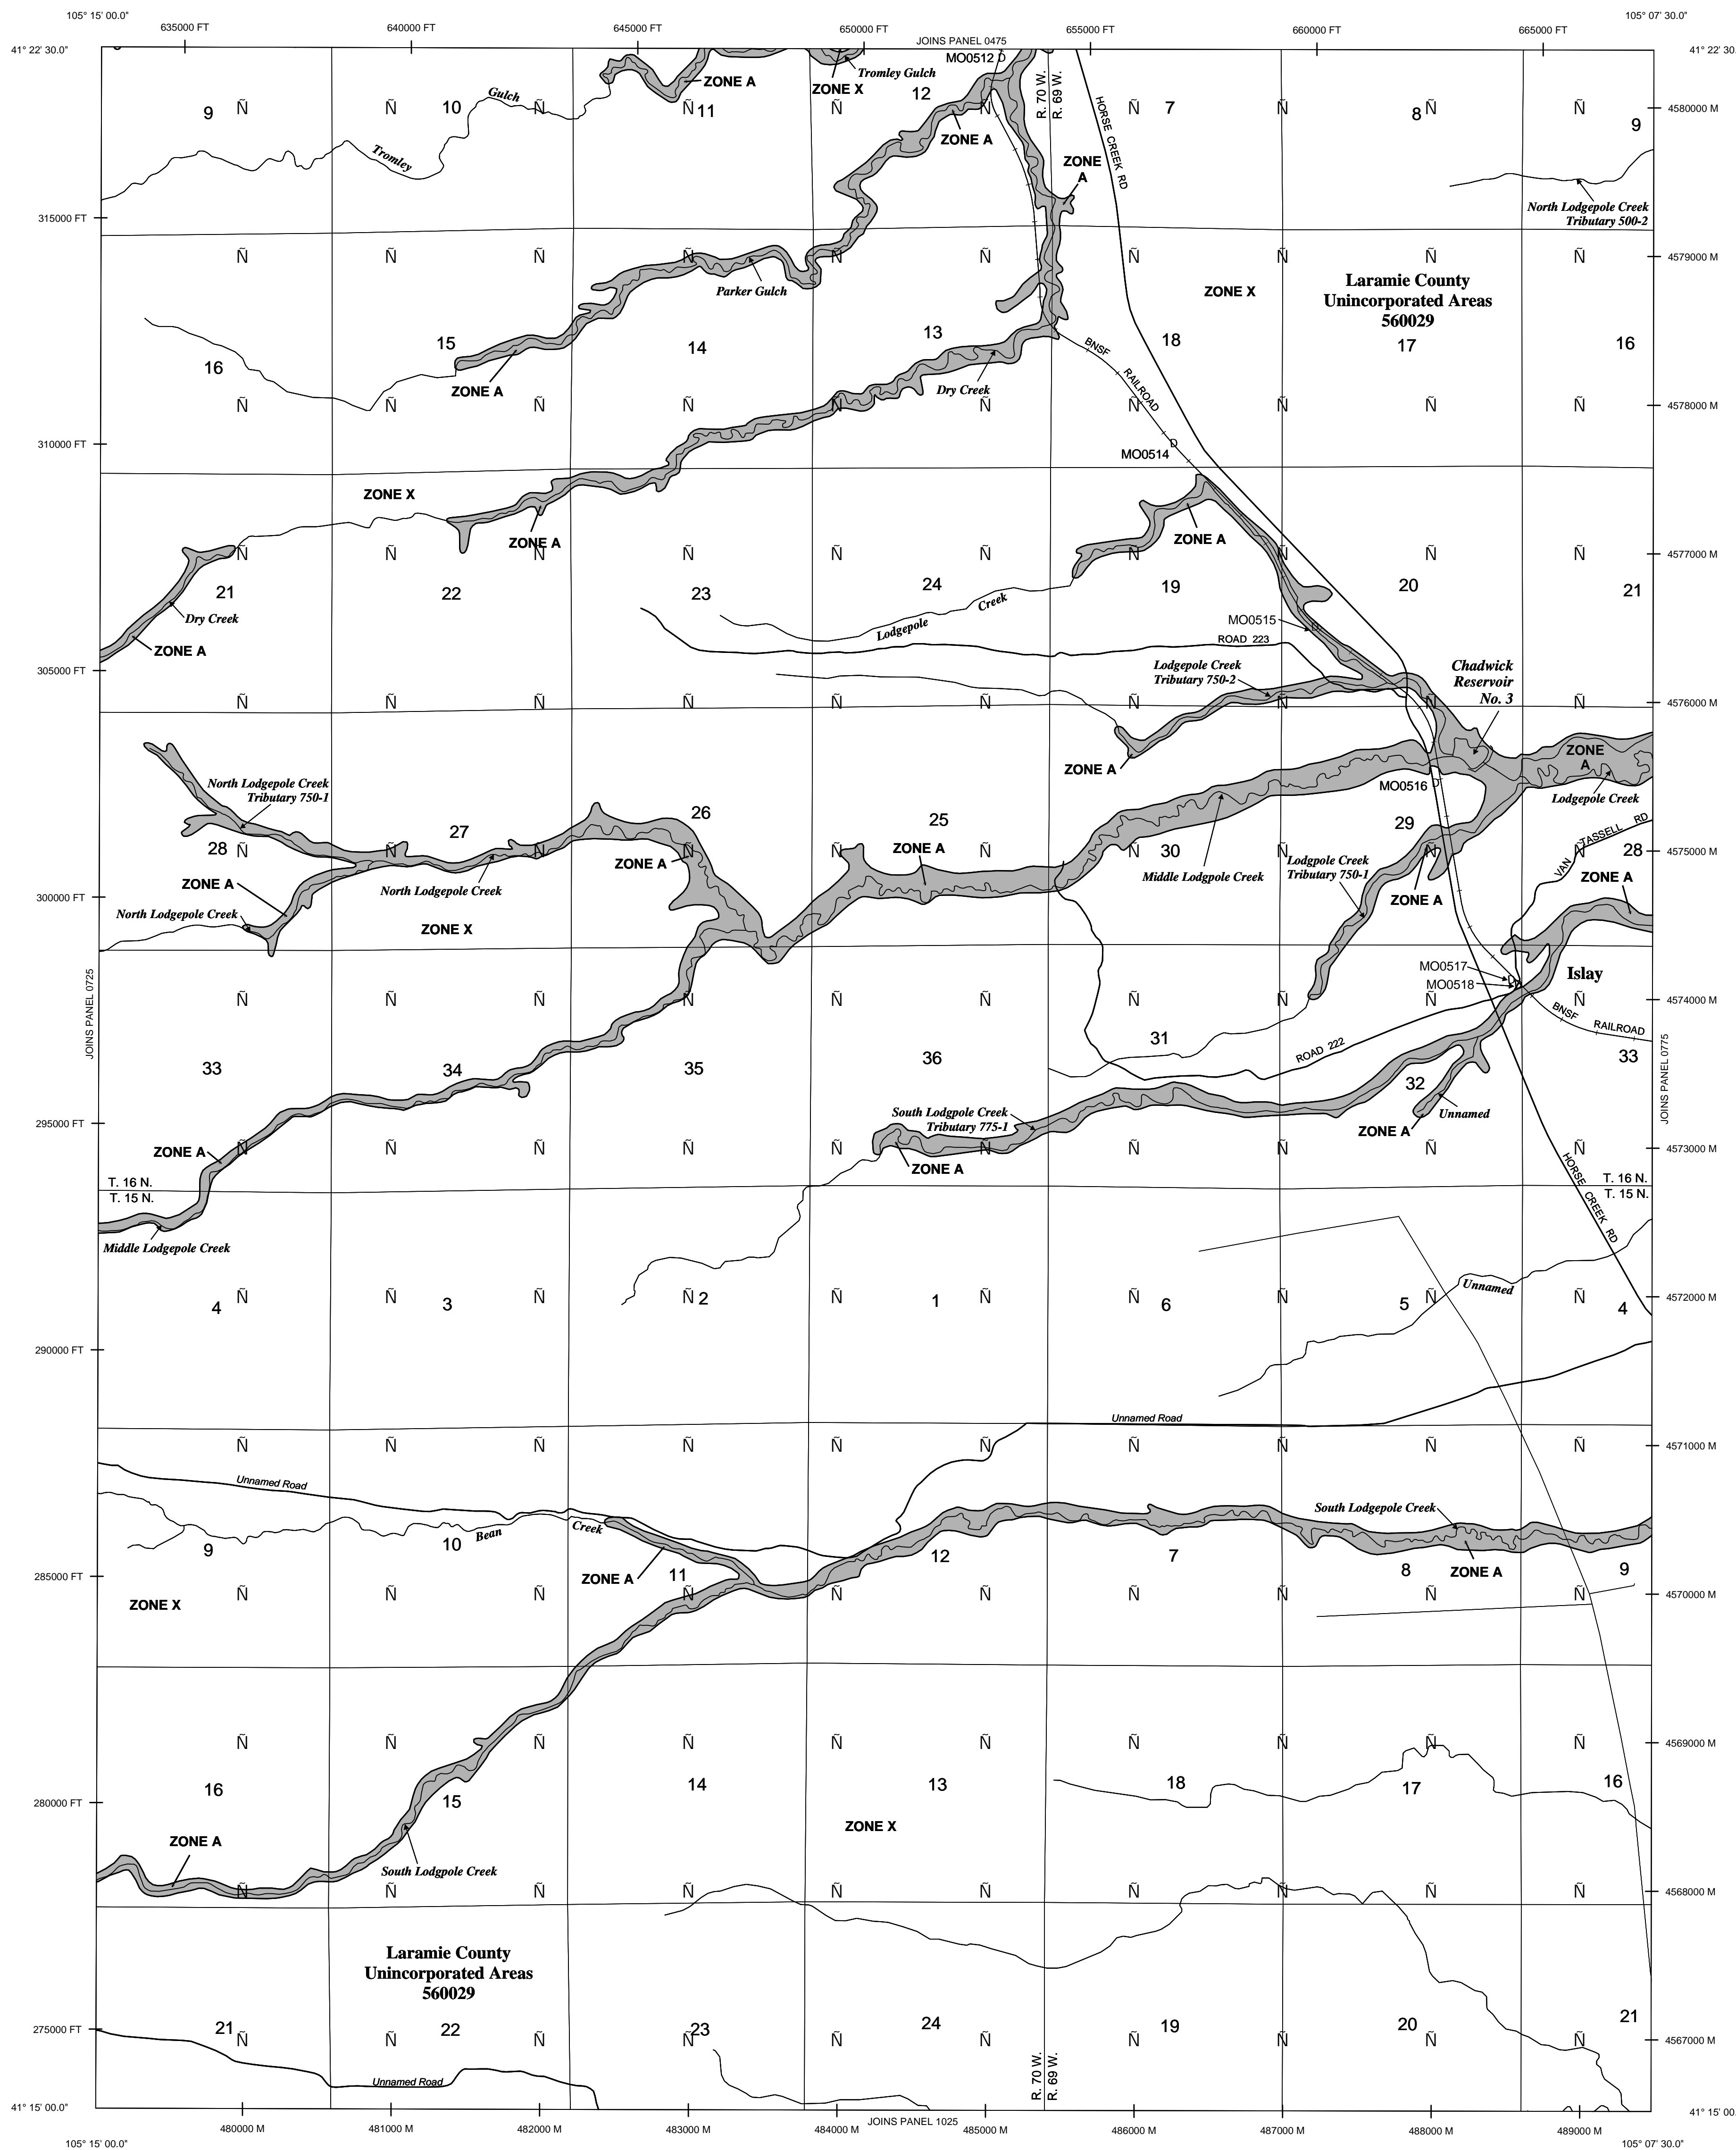 105° 15' 00.0"
635000 FT
640000 FT
645000 FT
650000 FT
JOINS PANEL 0475
655000 FT
660000 FT
665000 FT
105° 07' 30.0"
41° 22' 30.0"
41° 22' 30.
MO0512 D
Tromley Gulch
ZONE A
ZONE X
Gulch
9
Ñ
Ñ
10
Ñ
Ñ
11
Ñ
12
Ñ
R. 70 W.
R. 69 W.
HORSE CREEK RD
Ñ
7
Ñ
8
Ñ
Ñ
9
4580000 M
Tromley
ZONE A
ZONE
A
North Lodgepole Creek
Tributary 500-2
315000 FT
Ñ
Ñ
Ñ
Ñ
Ñ
Ñ
Ñ
Ñ
Ñ
4579000 M
Parker Gulch
ZONE X
Laramie County
Unincorporated Areas
560029
16
15
14
13
18
17
16
BNSF
RAILROAD
ZONE A
Dry Creek
Ñ
Ñ
Ñ
Ñ
Ñ
Ñ
Ñ
Ñ
Ñ
Ñ
4578000 M
310000 FT
D
MO0514
ZONE X
ZONE A
ZONE A
Ñ
Ñ
Ñ
Ñ
Ñ
Ñ
Ñ
Ñ
Ñ
Ñ
4577000 M
21
22
23
24
19
20
21
Dry Creek
Lodgepole
Creek
MO0515
D
ROAD 223
ZONE A
305000 FT
Lodgepole Creek
Tributary 750-2
Chadwick
Reservoir
No. 3
Ñ
Ñ
Ñ
Ñ
Ñ
Ñ
Ñ
Ñ
Ñ
Ñ
4576000 M
ZONE A
ZONE
A
MO0516 D
Lodgepole Creek
North Lodgepole Creek
Tributary 750-1
28
27
26
25
30
29
28
VAN TASSELL RD
Ñ
Ñ
Ñ
Ñ
Ñ
Ñ
Ñ
Ñ
Ñ
Ñ
4575000 M
ZONE A
North Lodgepole Creek
ZONE A
ZONE A
Middle Lodgpole Creek
Lodgpole Creek
Tributary 750-1
ZONE A
ZONE A
300000 FT
North Lodgepole Creek
ZONE X
JOINS PANEL 0725
MO0517
MO0518
Islay
Ñ
Ñ
Ñ
Ñ
Ñ
Ñ
Ñ
Ñ
4574000 M
BNSF
RAILROAD
33
34
35
36
31
ROAD 222
32
33
JOINS PANEL 0775
295000 FT
South Lodgpole Creek
Tributary 775-1
Unnamed
ZONE A
ZONE A
ZONE A
Ñ
Ñ
Ñ
Ñ
Ñ
Ñ
Ñ
Ñ
Ñ
Ñ
4573000 M
T. 16 N.
T. 15 N.
T. 16 N.
T. 15 N.
HORSE CREEK RD
Middle Lodgepole Creek
Unnamed
4
Ñ
Ñ
3
Ñ
Ñ
2
Ñ
1
Ñ
Ñ
6
Ñ
5
Ñ
Ñ
4
4572000 M
290000 FT
Unnamed Road
Ñ
Ñ
Ñ
Ñ
Ñ
Ñ
Ñ
Ñ
Ñ
Ñ
4571000 M
Unnamed Road
South Lodgepole Creek
9
10
Bean
Creek
ZONE A
11
12
7
8
ZONE A
9
285000 FT
ZONE X
Ñ
Ñ
Ñ
Ñ
Ñ
Ñ
Ñ
Ñ
Ñ
Ñ
4570000 M
Ñ
Ñ
Ñ
Ñ
Ñ
Ñ
Ñ
Ñ
Ñ
Ñ
4569000 M
16
15
14
13
18
17
16
280000 FT
ZONE X
ZONE A
South Lodgpole Creek
Ñ
Ñ
Ñ
Ñ
Ñ
Ñ
Ñ
Ñ
Ñ
Ñ
4568000 M
Laramie County
Unincorporated Areas
560029
275000 FT
21
22
23
24
19
20
21
Ñ
Ñ
Ñ
Ñ
Ñ
Ñ
Ñ
Ñ
Ñ
Ñ
4567000 M
R. 70 W.
R. 69 W.
Unnamed Road
41° 15' 00.0"
41° 15' 00.
JOINS PANEL 1025
105° 15' 00.0"
480000 M
481000 M
482000 M
483000 M
484000 M
485000 M
486000 M
487000 M
488000 M
489000 M
105° 07' 30.0"